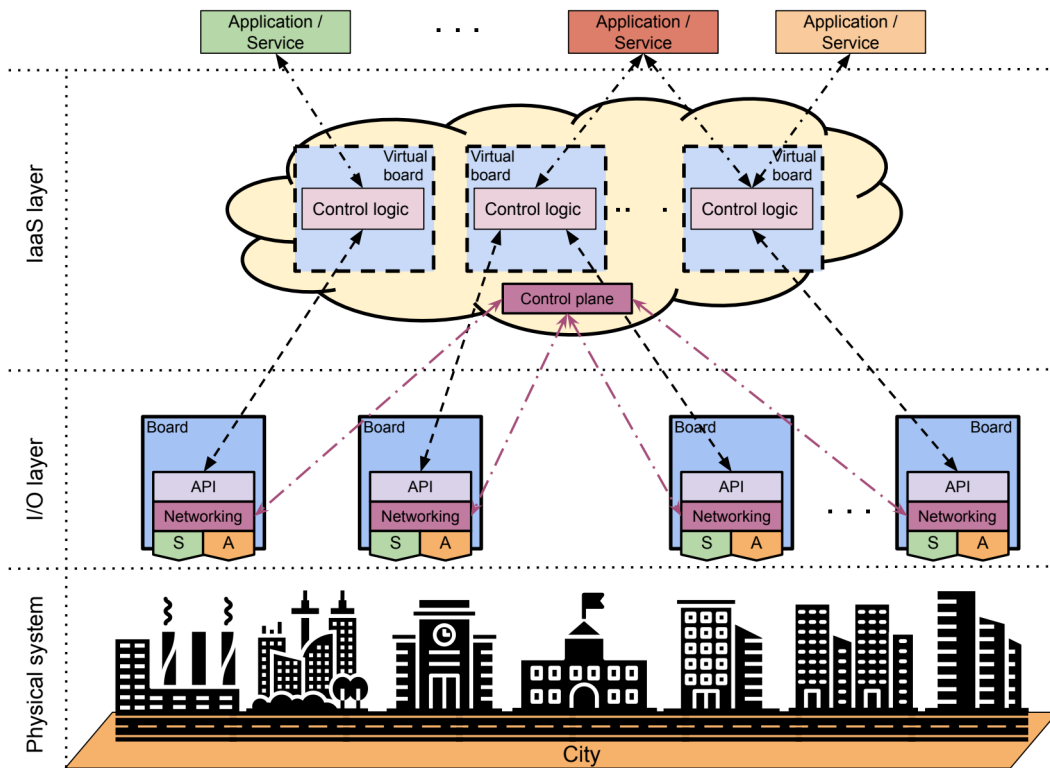 Application /
Service
. . .
Application /
Service
Application /
Service
IaaS layer
Virtual
board
Control logic
Virtual
board
Control logic
Virtual
board
Control logic
Control plane
I/O layer
Board
API
Networking
S
A
Board
API
Networking
S
A
Board
API
Networking
S
A
. . .
Board
API
Networking
S
A
Physical system
City